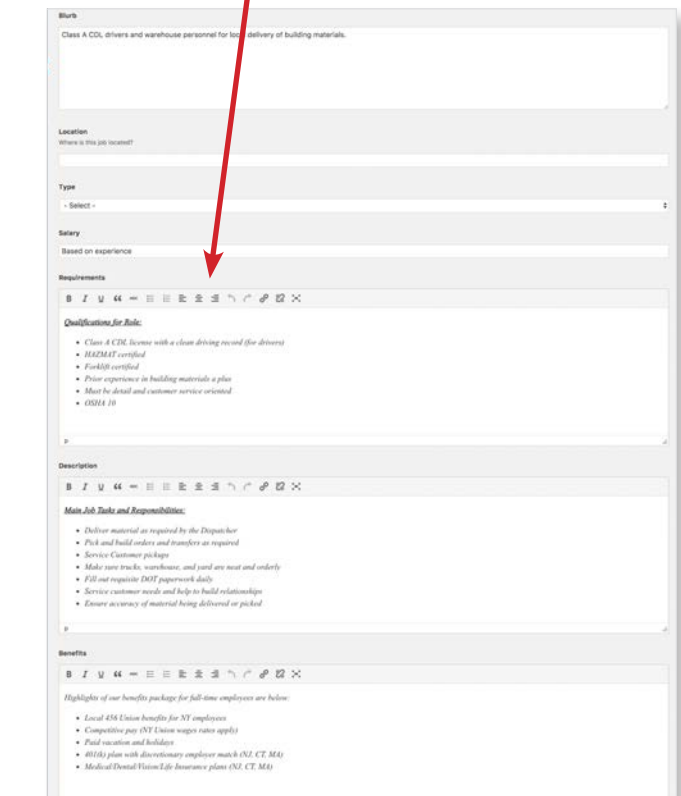 Blurb
Class A CDL drivers and warehouse personnel for local delivery of building materials.
Location
Where is this job located?
Type
- Select -
Salary
Based on experience
Requirements
B I U “
Qualifications for Role:
• Class A CDL license with a clean driving record (for drivers)
• HAZMAT certified
• Forklift certified
• Prior experience in building materials a plus
• Must be detail and customer service oriented
• OSHA 10
p
Description
B I U “
Main Job Tasks and Responsibilities:
• Deliver material as required by the Dispatcher
• Pick and build orders and transfers as required
• Service Customer pickups
• Make sure trucks, warehouse, and yard are neat and orderly
• Fill out requisite DOT paperwork daily
• Service customer needs and help to build relationships
• Ensure accuracy of material being delivered or picked
p
Benefits
B I U “
Highlights of our benefits package for full-time employees are below:
• Local 456 Union benefits for NY employees
• Competitive pay (NY Union wages rates apply)
• Paid vacation and holidays
• 401(k) plan with discretionary employer match (NJ, CT, MA)
• Medical/Dental/Vision/Life Insurance plans (NJ, CT, MA)